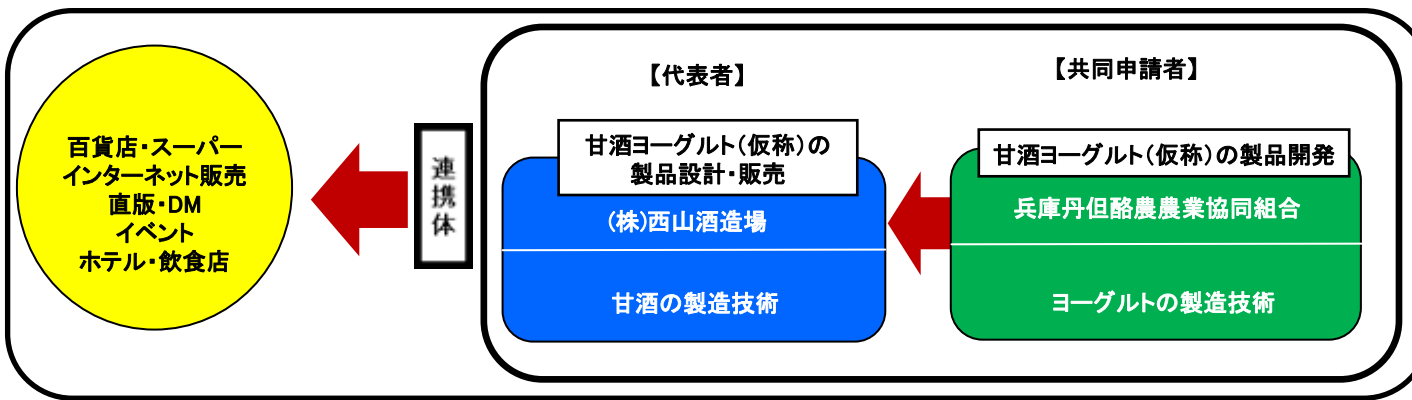 百貨店・スーパー
インターネット販売
直版・DM
イベント
ホテル・飲食店
連携体
【代表者】
甘酒ヨーグルト(仮称)の
製品設計・販売
(株)西山酒造場
甘酒の製造技術
【共同申請者】
甘酒ヨーグルト(仮称)の製品開発
兵庫丹但酪農農業協同組合
ヨーグルトの製造技術